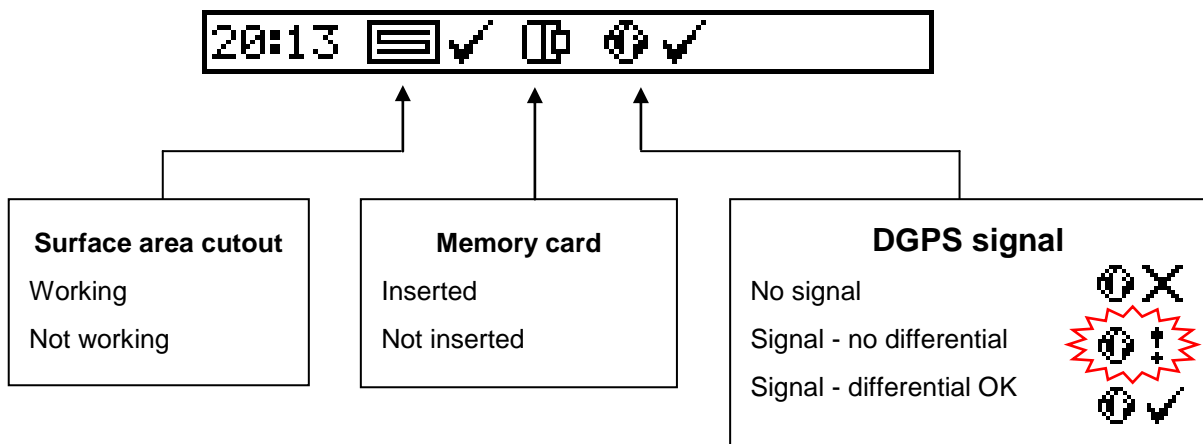 20:13
Surface area cutout
Working
Not working
Memory card
Inserted
Not inserted
DGPS signal
No signal
Signal - no differential
Signal - differential OK